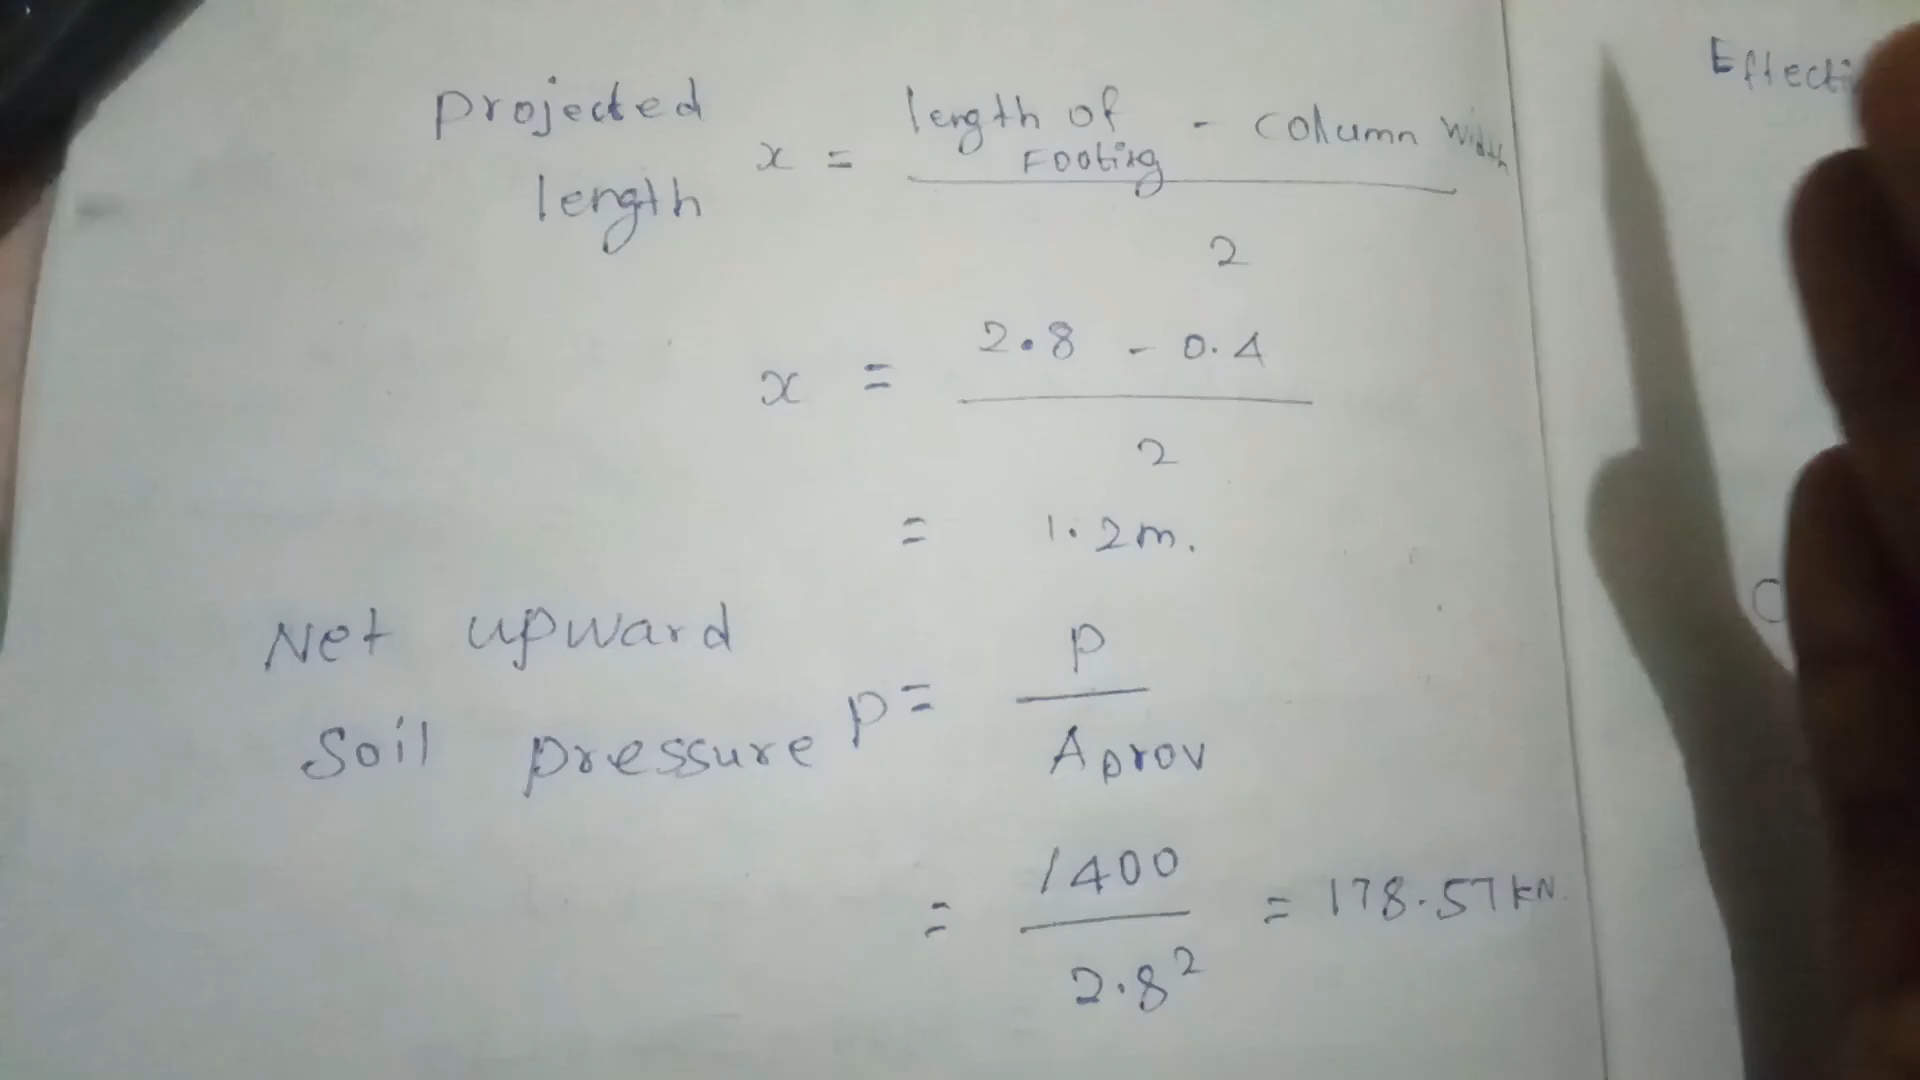 Projected length x = length of Footing - column width
2
x = 2.8 - 0.4
2
= 1.2m.
Net upward
Soil pressure p = P
Aprov
= 1400
2.8²
= 178.57 kN.